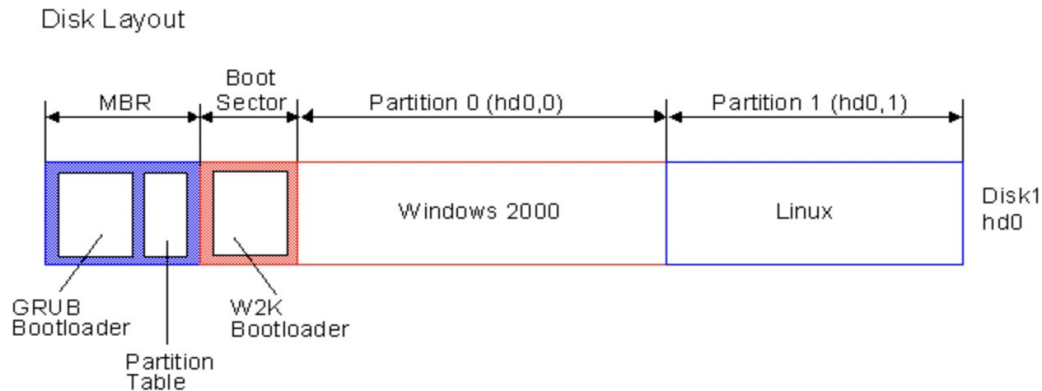 Disk Layout
MBR
Boot
Sector
Partition 0 (hd0,0)
Partition 1 (hd0,1)
Windows 2000
Linux
Disk1
hd0
GRUB
Bootloader
Partition
Table
W2K
Bootloader